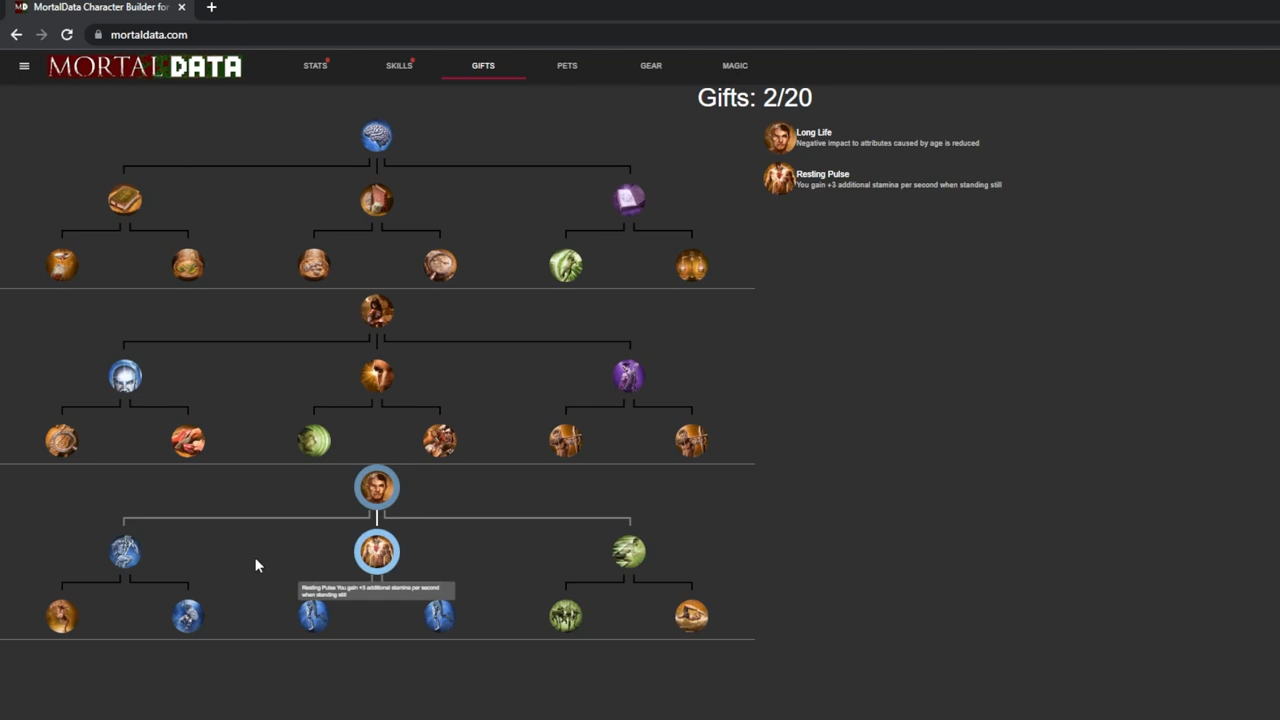 MD MortalData Character Builder for
mortaldata.com
MORTAL DATA
STATS
SKILLS
GIFTS
PETS
GEAR
MAGIC
Gifts: 2/20
Long Life
Negative impact to attributes caused by age is reduced
Resting Pulse
You gain +3 additional stamina per second when standing still
Resting Pulse You gain +3 additional stamina per second
when standing still